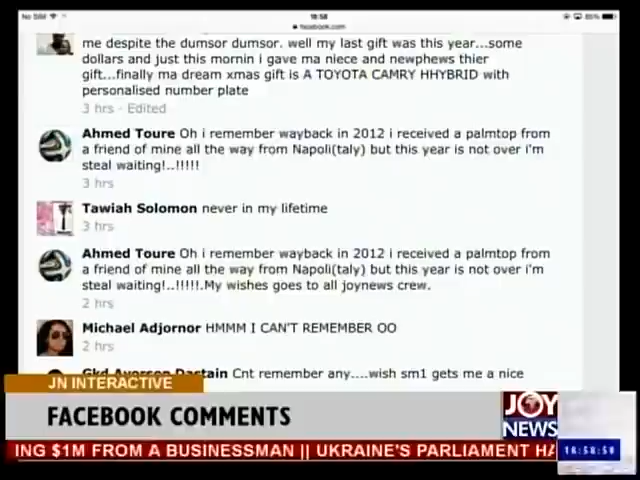 No SIM
16:58
85%
facebook.com
me despite the dumsor dumsor. well my last gift was this year...some
dollars and just this mornin i gave ma niece and newphews thier
gift...finally ma dream xmas gift is A TOYOTA CAMRY HHYBRID with
personalised number plate
3 hrs · Edited
Ahmed Toure Oh i remember wayback in 2012 i received a palmtop from
a friend of mine all the way from Napoli(taly) but this year is not over i'm
steal waiting!..!!!!!
3 hrs
Tawiah Solomon never in my lifetime
3 hrs
Ahmed Toure Oh i remember wayback in 2012 i received a palmtop from
a friend of mine all the way from Napoli(taly) but this year is not over i'm
steal waiting!..!!!!!.My wishes goes to all joynews crew.
2 hrs
Michael Adjornor HMMM I CAN'T REMEMBER OO
2 hrs
Cnt remember any....wish sm1 gets me a nice
JN INTERACTIVE
FACEBOOK COMMENTS
JOY
NEWS
ING $1M FROM A BUSINESSMAN || UKRAINE'S PARLIAMENT HA